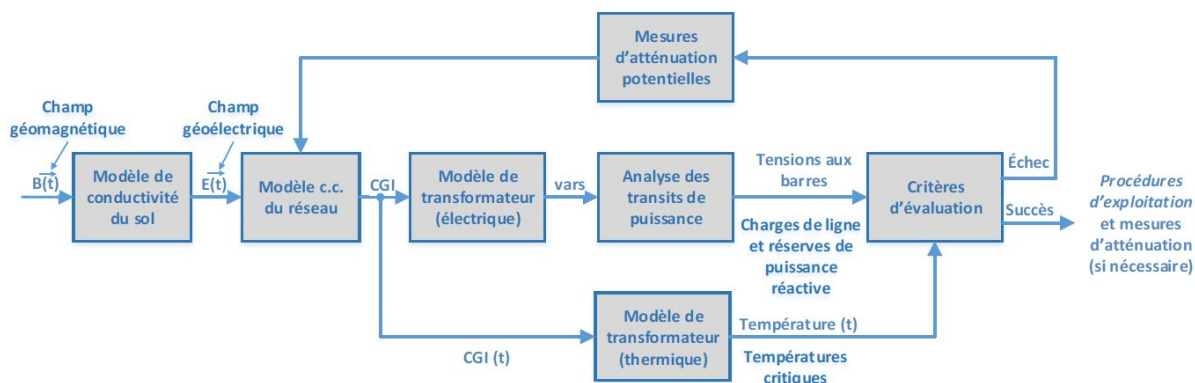 Mesures
d’atténuation
potentielles
Champ
géomagnétique
Champ
géoélectrique
B(t)
Modèle de
conductivité
du sol
E(t)
Modèle c.c.
du réseau
CGI
Modèle de
transformateur
(électrique)
vars
Analyse des
transits de
puissance
Tensions aux
barres
Charges de ligne
et réserves de
puissance
réactive
Critères
d’évaluation
Échec
Succès
Procédures
d’exploitation
et mesures
d’atténuation
(si nécessaire)
CGI (t)
Modèle de
transformateur
(thermique)
Température (t)
Températures
critiques